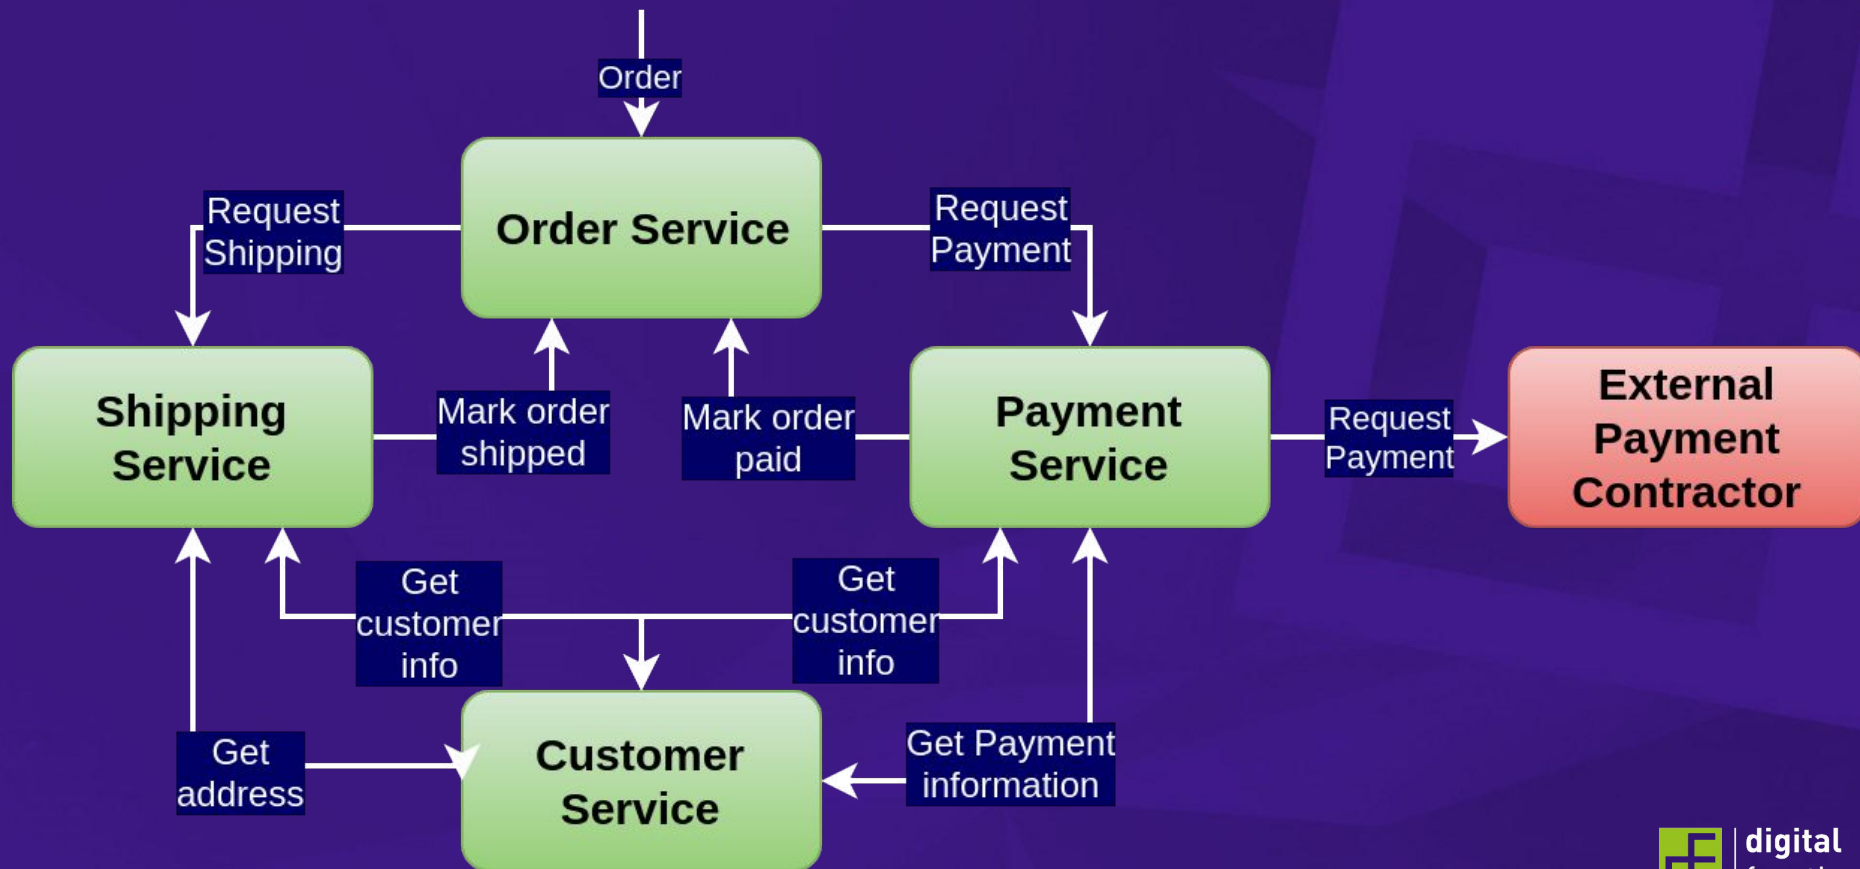 Order
Order Service
Request
Shipping
Request
Payment
Shipping
Service
Mark order
shipped
Mark order
paid
Payment
Service
Request
Payment
External
Payment
Contractor
Get
customer
info
Get
customer
info
Get
address
Customer
Service
Get Payment
information
digital